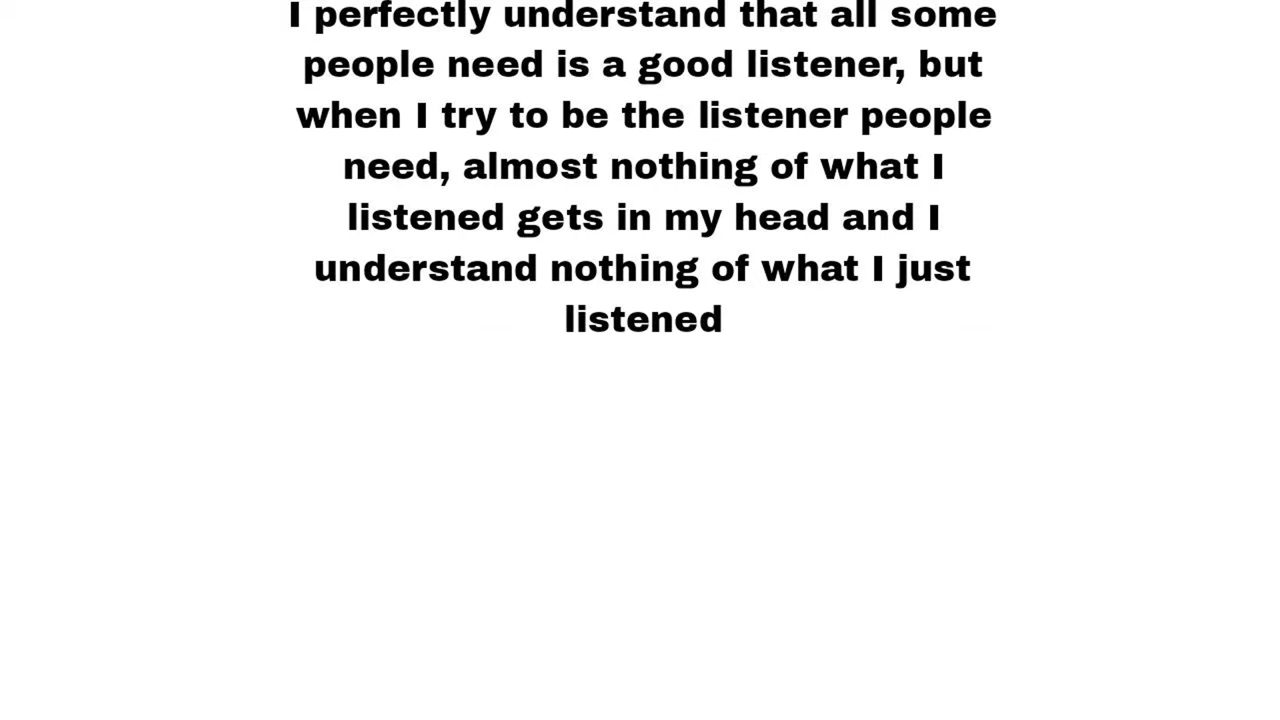 I perfectly understand that all some
people need is a good listener, but
when I try to be the listener people
need, almost nothing of what I
listened gets in my head and I
understand nothing of what I just
listened